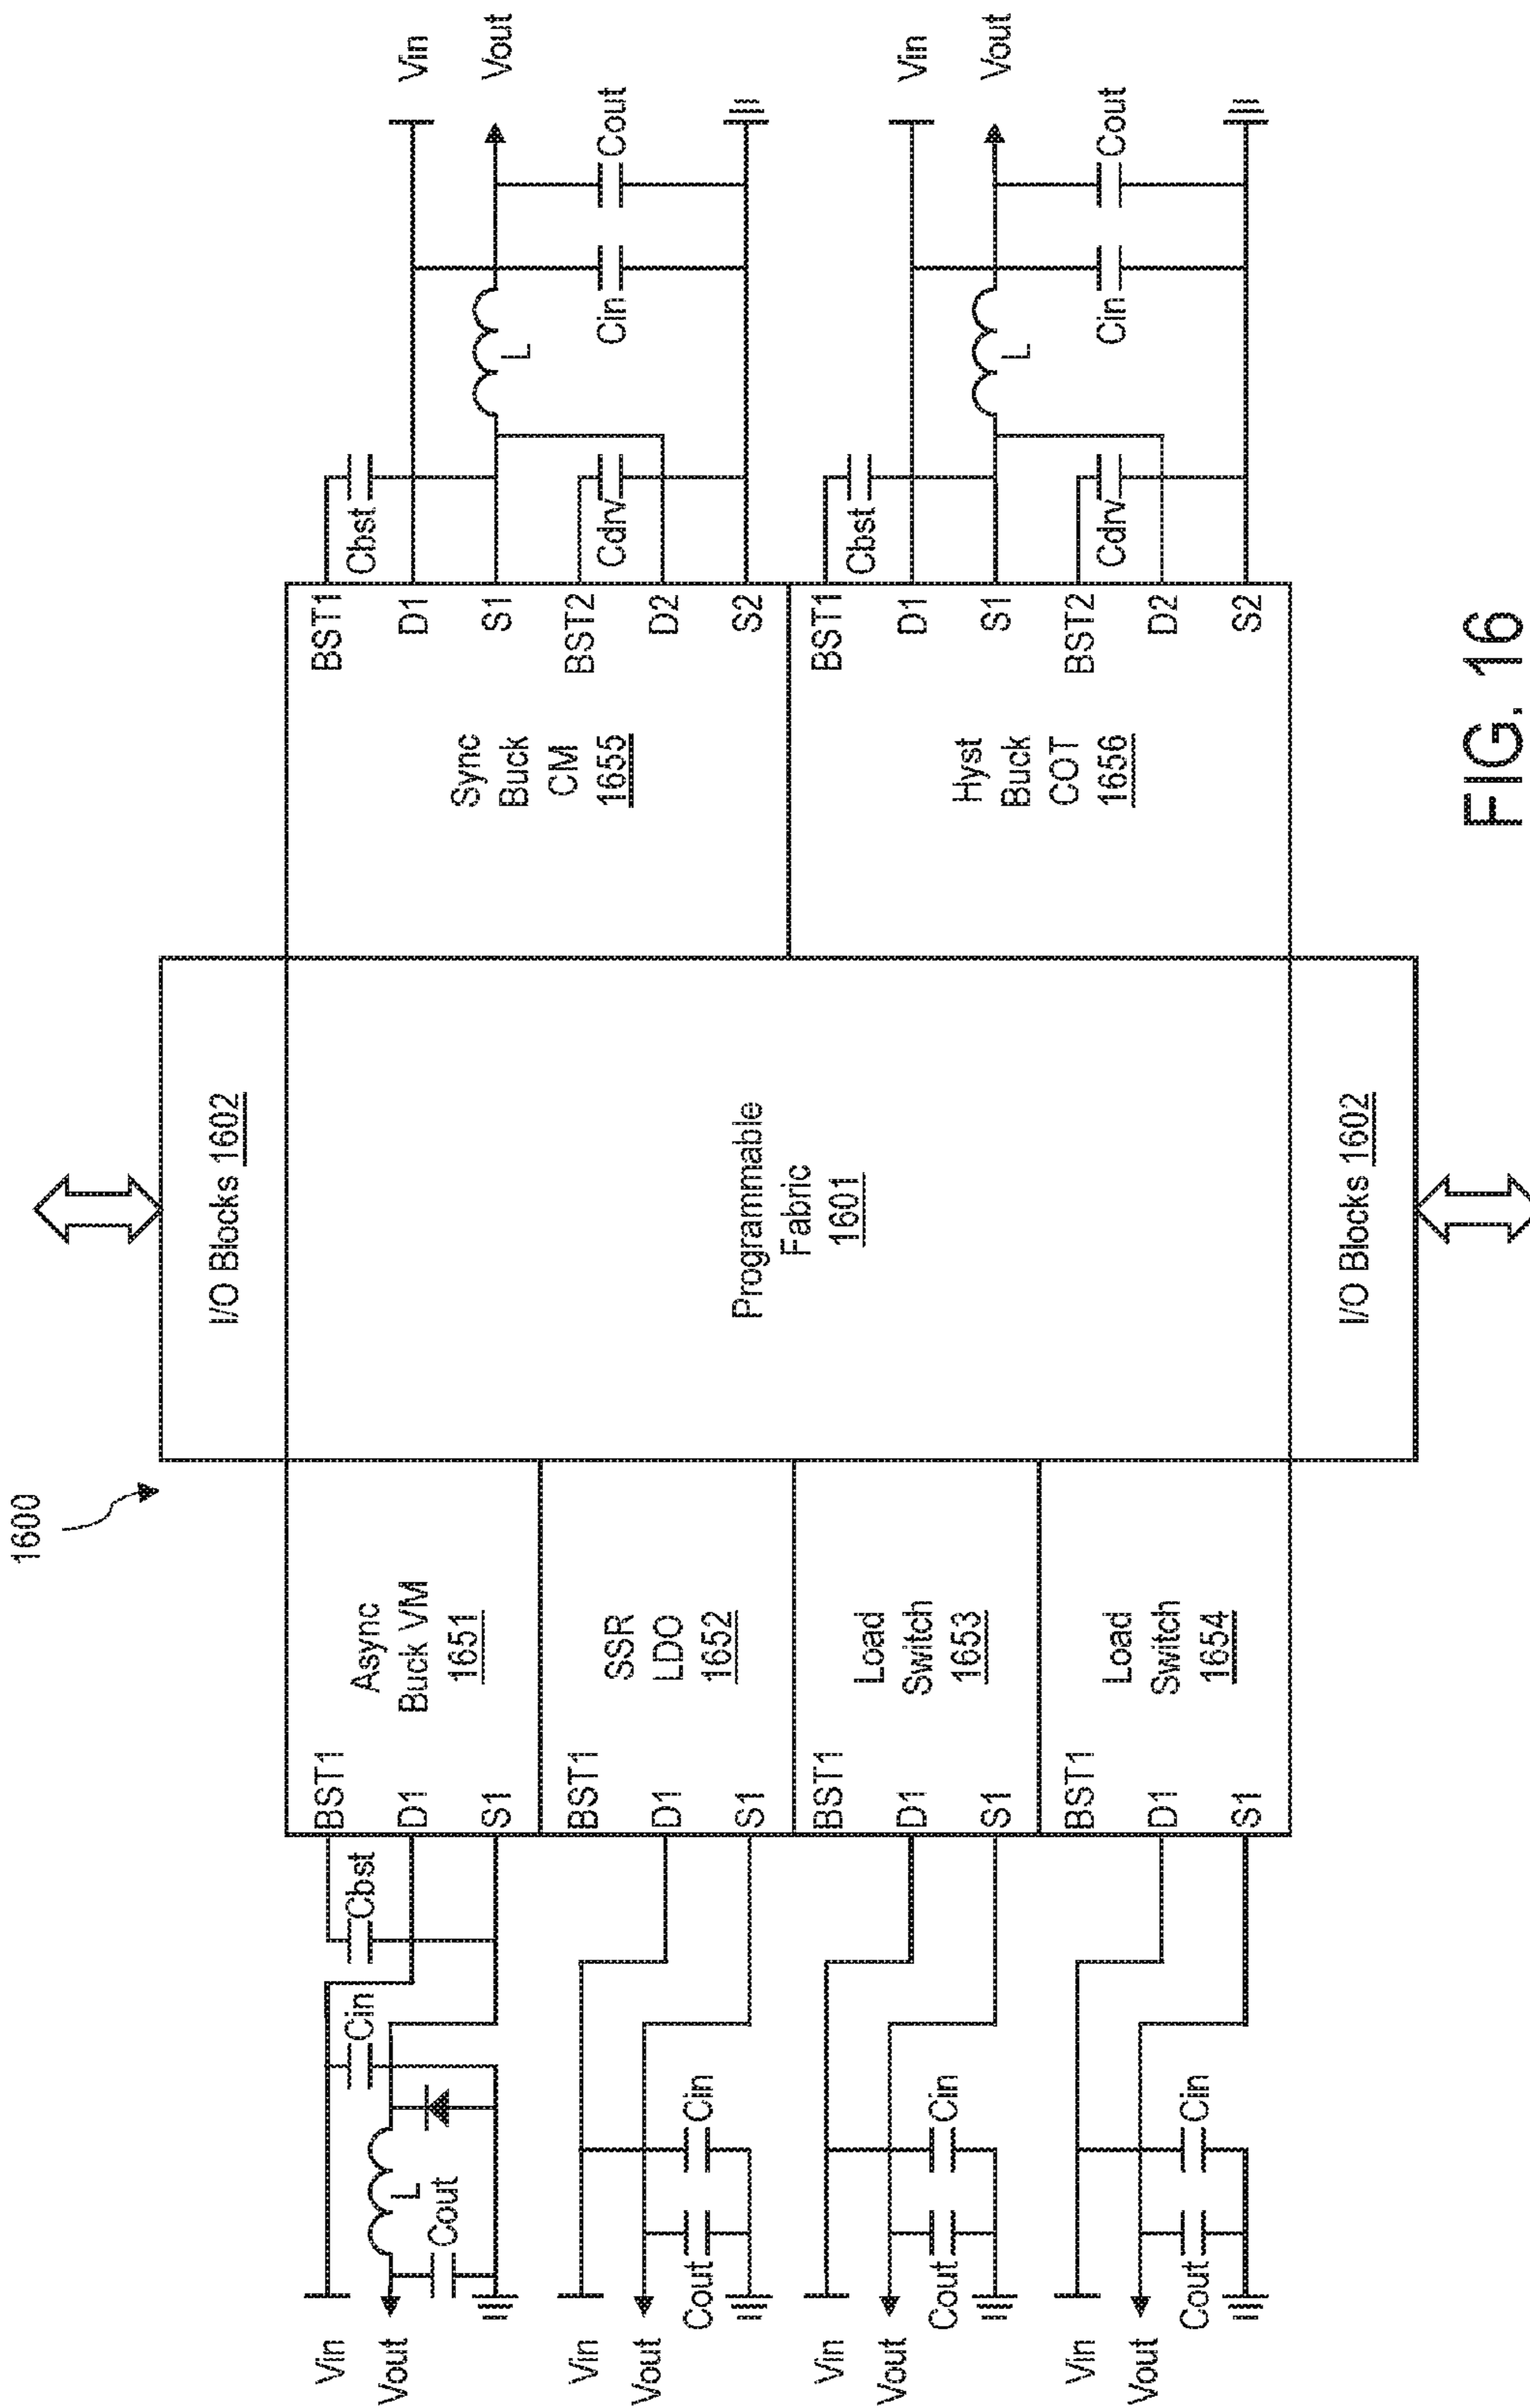 1600
I/O Blocks 1602
Vin
Vout
L
Cout
Cin
Cbst
BST1
D1
S1
Async
Buck VM
1651
Vin
Vout
Cout
Cin
BST1
D1
S1
SSR
LDO
1652
Vin
Vout
Cout
Cin
BST1
D1
S1
Load
Switch
1653
Vin
Vout
Cout
Cin
BST1
D1
S1
Load
Switch
1654
Programmable
Fabric
1601
Sync
Buck
CM
1655
BST1
D1
S1
BST2
D2
S2
Cbst
Cdrv
L
Cin
Cout
Vin
Vout
Hyst
Buck
COT
1656
BST1
D1
S1
BST2
D2
S2
Cbst
Cdrv
L
Cin
Cout
Vin
Vout
I/O Blocks 1602
FIG. 16